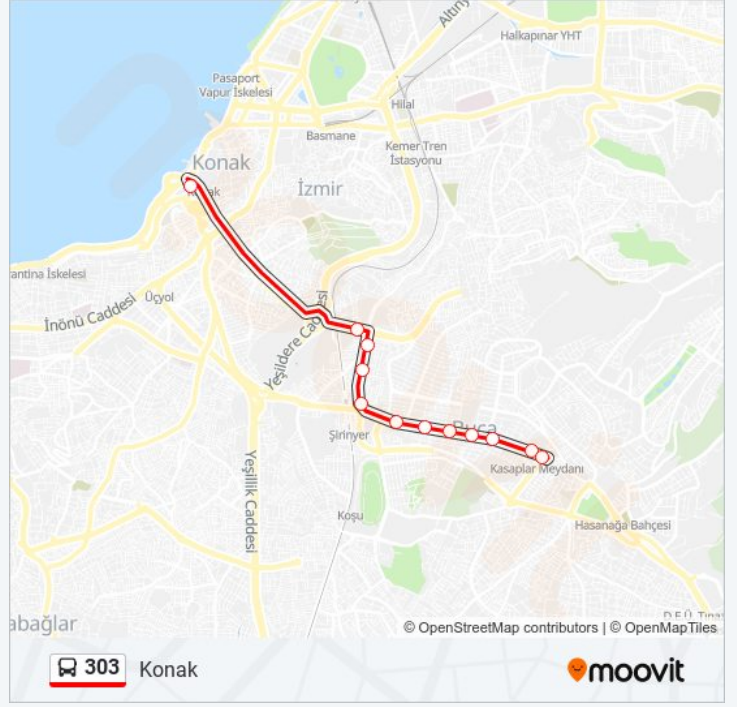 Altıny
Halkapınar YHT
Pasaport
Vapur İskelesi
Hilal
Basmane
Kemer Tren
İstasyonu
Konak
İzmir
antina İskelesi
Üçyol
İnönü Caddesi
Yeşildere Caddesi
Buca
Şirinyer
Kasaplar Meydanı
Yeşillik Caddesi
Koşu
Hasanağa Bahçesi
abağlar
© OpenStreetMap contributors | © OpenMapTiles
303 Konak
moovit